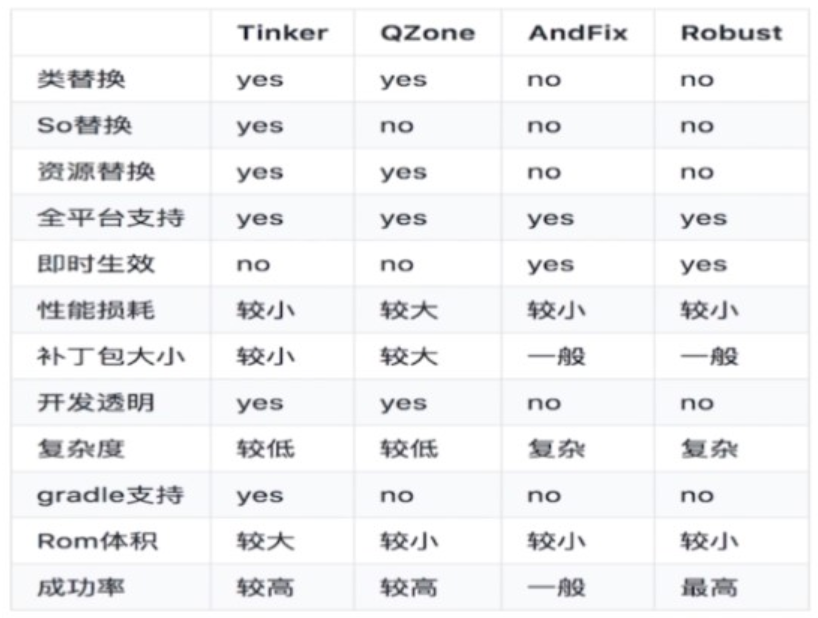 Tinker QZone AndFix Robust
类替换 yes yes no no
So替换 yes no no no
资源替换 yes yes no no
全平台支持 yes yes yes yes
即时生效 no no yes yes
性能损耗 较小 较大 较小 较小
补丁包大小 较小 较大 一般 一般
开发透明 yes yes no no
复杂度 较低 较低 复杂 复杂
gradle支持 yes no no no
Rom体积 较大 较小 较小 较小
成功率 较高 较高 一般 最高